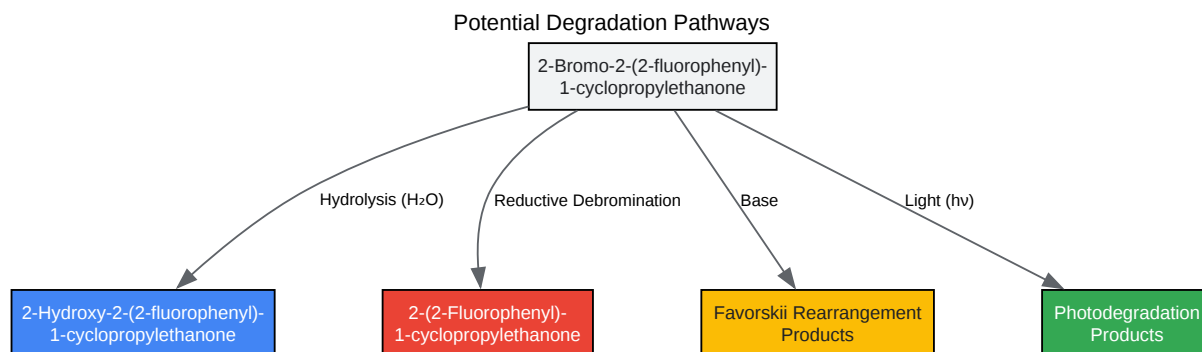 Potential Degradation Pathways
2-Bromo-2-(2-fluorophenyl)-
1-cyclopropylethanone
Hydrolysis (H₂O)
Reductive Debromination
Base
Light (hν)
2-Hydroxy-2-(2-fluorophenyl)-
1-cyclopropylethanone
2-(2-Fluorophenyl)-
1-cyclopropylethanone
Favorskii Rearrangement
Products
Photodegradation
Products